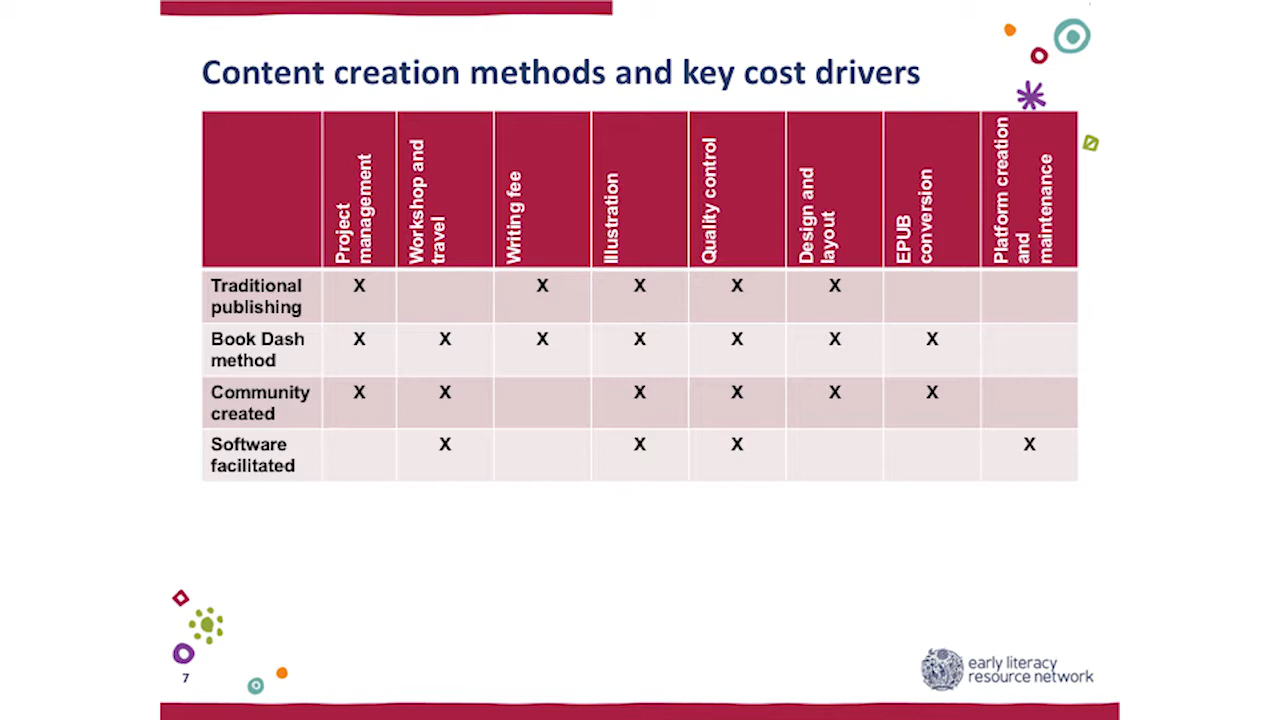 Content creation methods and key cost drivers
Project
management
Workshop and
travel
Writing fee
Illustration
Quality control
Design and
layout
EPUB
conversion
Platform creation
and
maintenance
Traditional
publishing
X X X X X
Book Dash
method
X X X X X X X
Community
created
X X X X X X
Software
facilitated
X X X X
7
early literacy
resource network